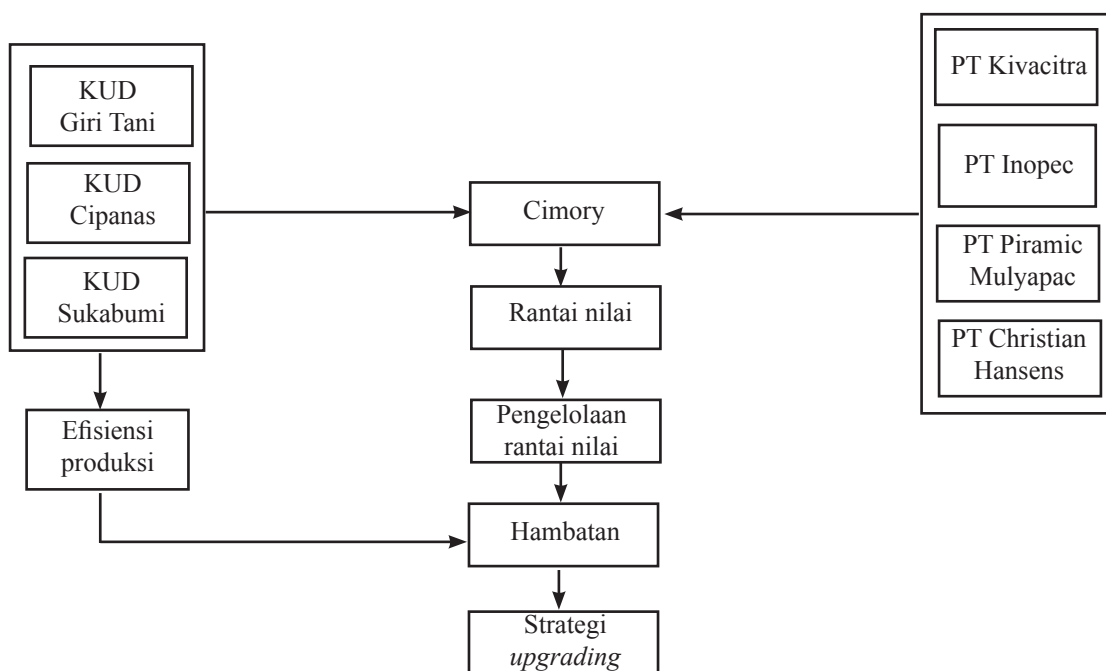 KUD
Giri Tani
KUD
Cipanas
KUD
Sukabumi
Efisiensi
produksi
Cimory
Rantai nilai
Pengelolaan
rantai nilai
Hambatan
Strategi
upgrading
PT Kivacitra
PT Inopec
PT Piramic
Mulyapac
PT Christian
Hansens